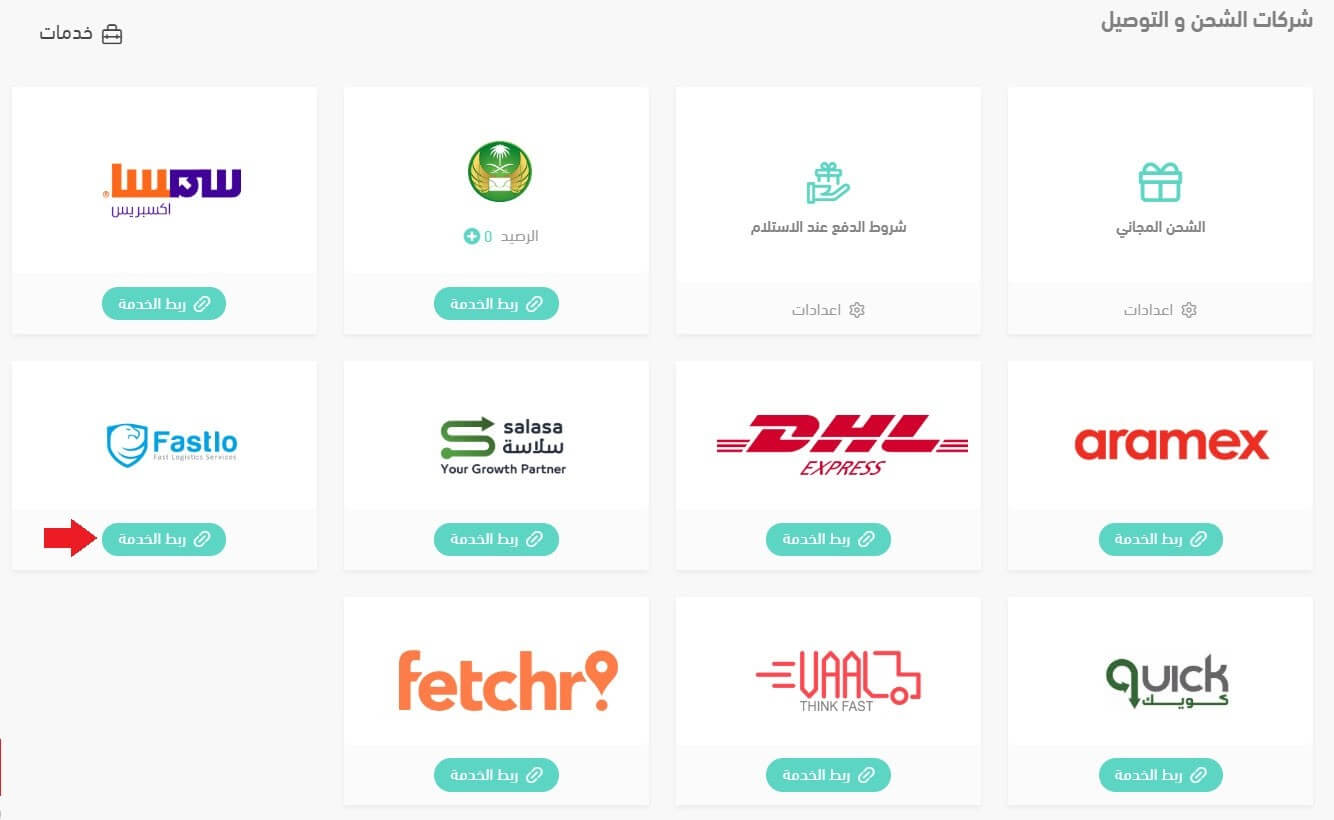 شركات الشحن و التوصيل
خدمات
الشحن المجاني
اعدادات
شروط الدفع عند الاستلام
اعدادات
الرصيد 0
ربط الخدمة
سمسا
اكسبريس
ربط الخدمة
aramex
ربط الخدمة
DHL
EXPRESS
ربط الخدمة
salasa
سلاسة
Your Growth Partner
ربط الخدمة
Fastlo
Fast Logistics Services
ربط الخدمة
quick
كويك
ربط الخدمة
VAAL
THINK FAST
ربط الخدمة
fetchr
ربط الخدمة